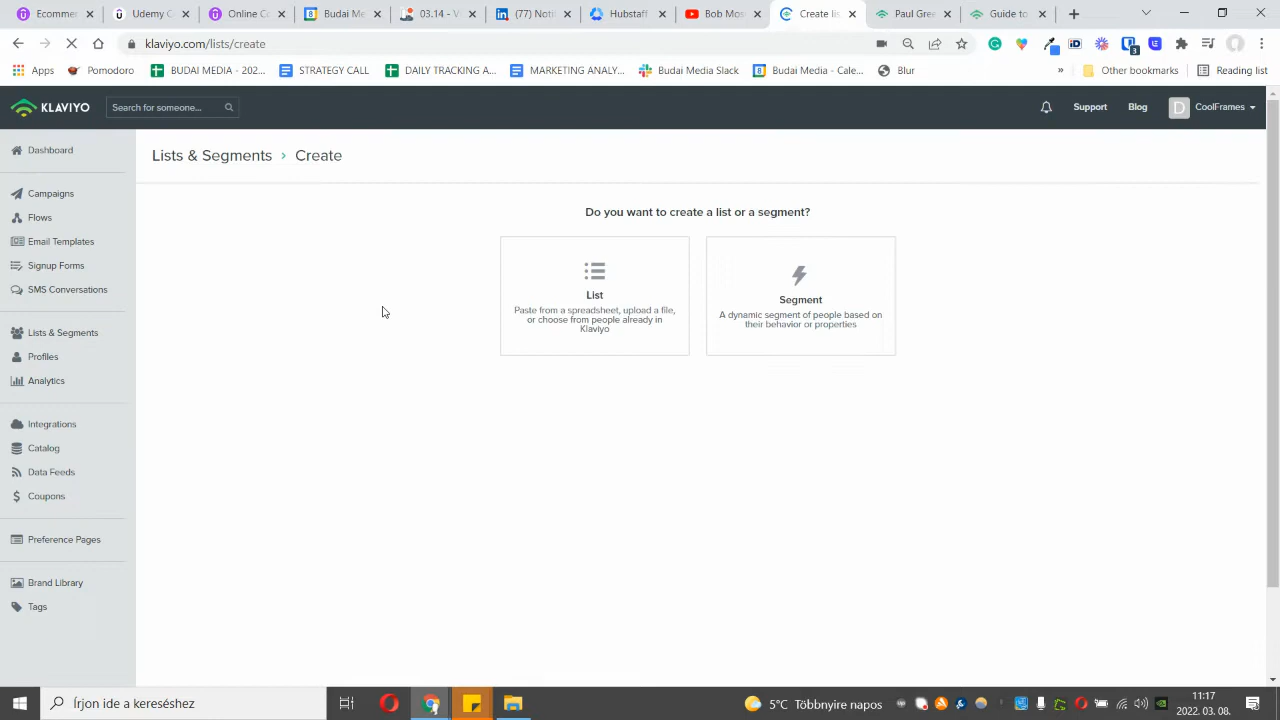 Ecommer
Udemy C
Online Co
Budai Me
03.14 - V
(77) Noti
Hubstaff
Bob Mos
Create lis
Paul Gree
Guide to
klaviyo.com/lists/create
Apps
Pomodoro
BUDAI MEDIA - 202...
STRATEGY CALL
DAILY TRACKING A...
MARKETING ANALY...
Budai Media Slack
Budai Media - Cale...
Blur
»
Other bookmarks
Reading list
KLAVIYO
Search for someone...
Support
Blog
D
CoolFrames
Dashboard
Campaigns
Flows
Email Templates
Signup Forms
SMS Conversations
Lists & Segments
Profiles
Analytics
Integrations
Catalog
Data Feeds
Coupons
Preference Pages
Brand Library
Tags
Lists & Segments › Create
Do you want to create a list or a segment?
List
Paste from a spreadsheet, upload a file,
or choose from people already in
Klaviyo
Segment
A dynamic segment of people based on
their behavior or properties
Írjon ide a kereséshez
5°C Többnyire napos
11:17
2022. 03. 08.